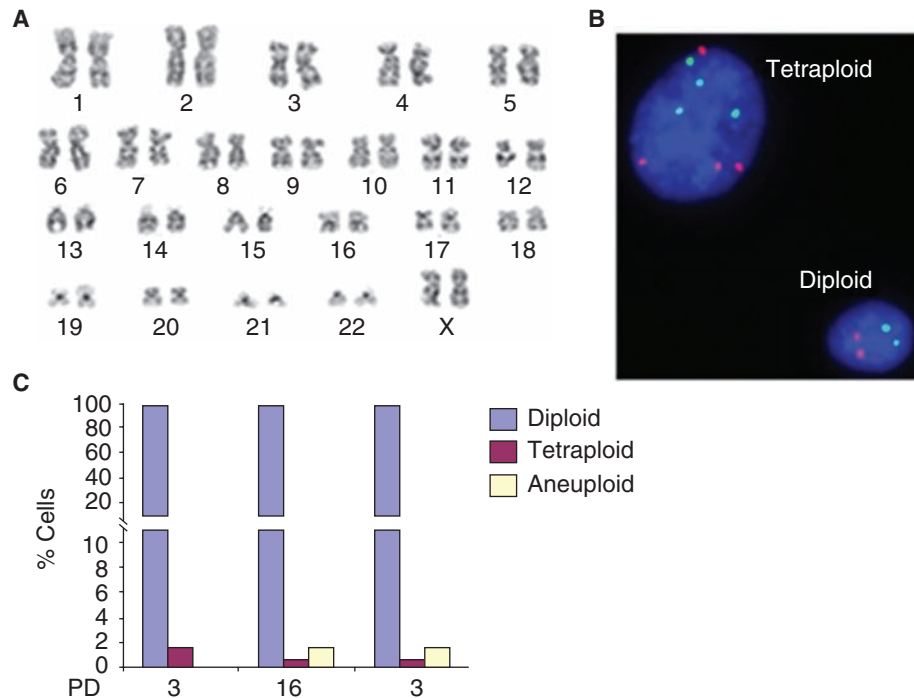 A
1 2 3 4 5
6 7 8 9 10 11 12
13 14 15 16 17 18
19 20 21 22 X
B
Tetraploid
Diploid
C
% Cells
100
80
60
40
20
10
8
6
4
2
0
PD 3 16 3
Diploid
Tetraploid
Aneuploid